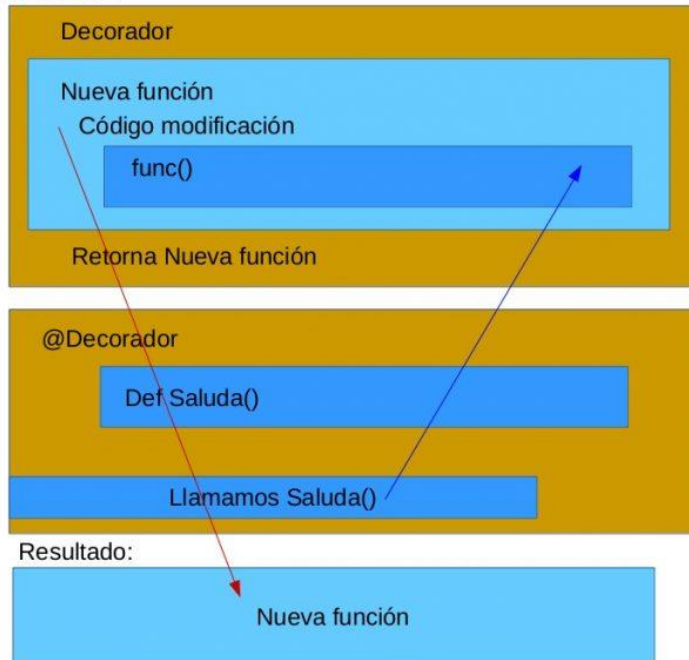 Decorador
Nueva función
Código modificación
func()
Retorna Nueva función
@Decorador
Def Saluda()
Llamamos Saluda()
Resultado:
Nueva función